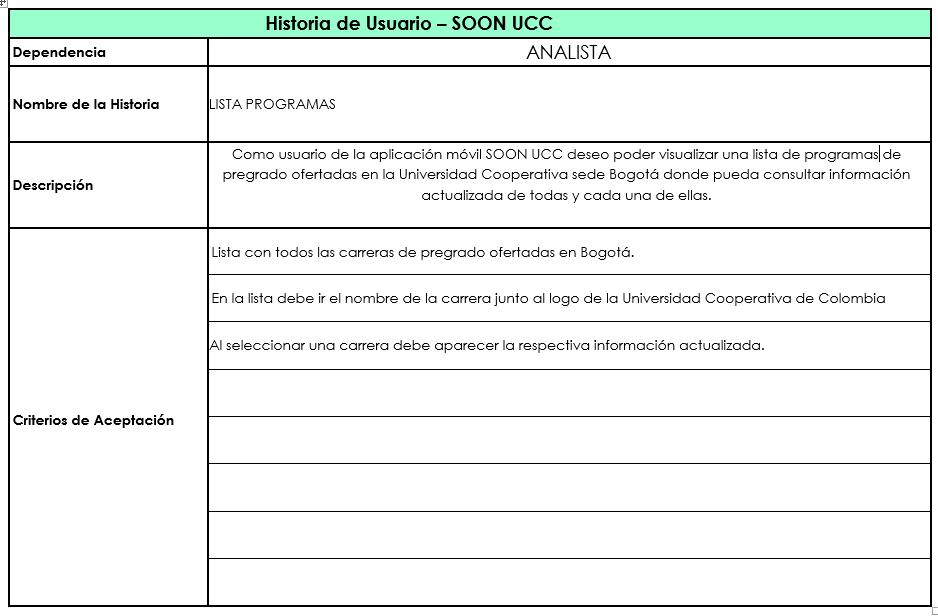 Historia de Usuario – SOON UCC
Dependencia
ANALISTA
Nombre de la Historia
LISTA PROGRAMAS
Descripción
Como usuario de la aplicación móvil SOON UCC deseo poder visualizar una lista de programas de
pregrado ofertadas en la Universidad Cooperativa sede Bogotá donde pueda consultar información
actualizada de todas y cada una de ellas.
Criterios de Aceptación
Lista con todos las carreras de pregrado ofertadas en Bogotá.
En la lista debe ir el nombre de la carrera junto al logo de la Universidad Cooperativa de Colombia
Al seleccionar una carrera debe aparecer la respectiva información actualizada.